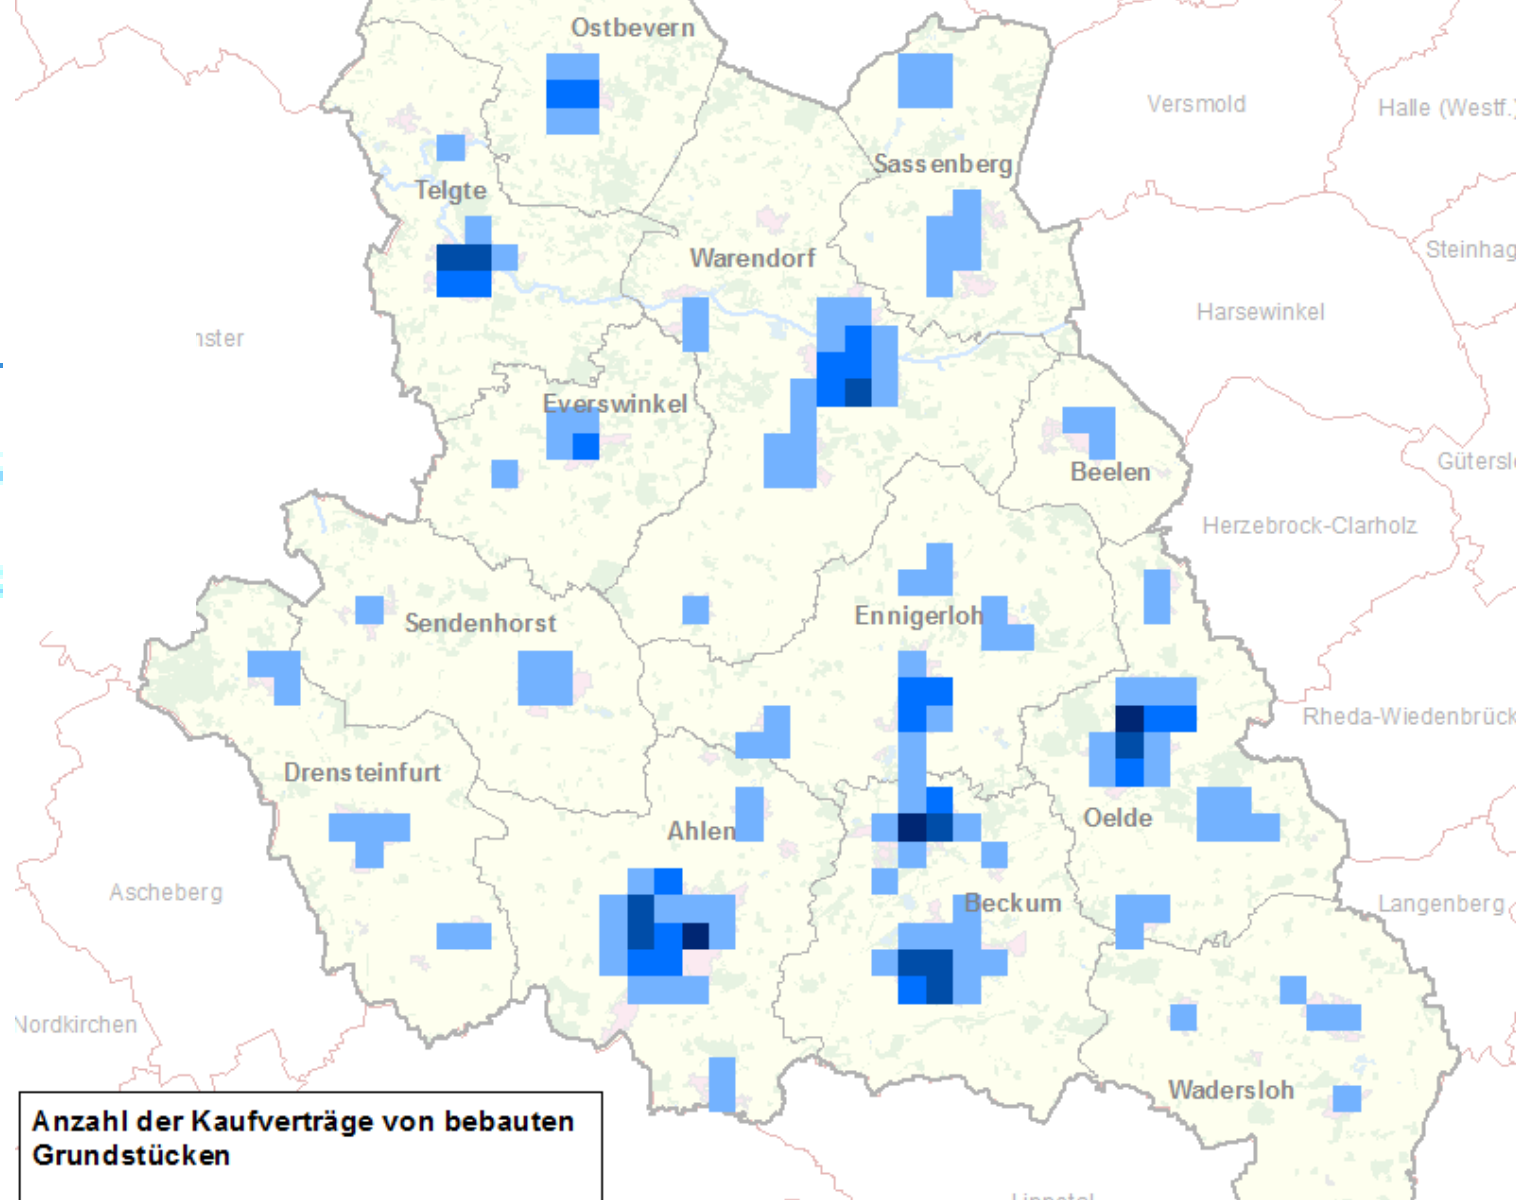 Ostbevern
Versmold
Halle (Westf.)
Sassenberg
Telgte
Steinhag
Warendorf
Harsewinkel
nster
Everswinkel
Gütersl
Beelen
Herzebrock-Clarholz
Ennigerloh
Sendenhorst
Rheda-Wiedenbrück
Drensteinfurt
Oelde
Ahlen
Ascheberg
Beckum
Langenberg
Nordkirchen
Wadersloh
Anzahl der Kaufverträge von bebauten
Grundstücken